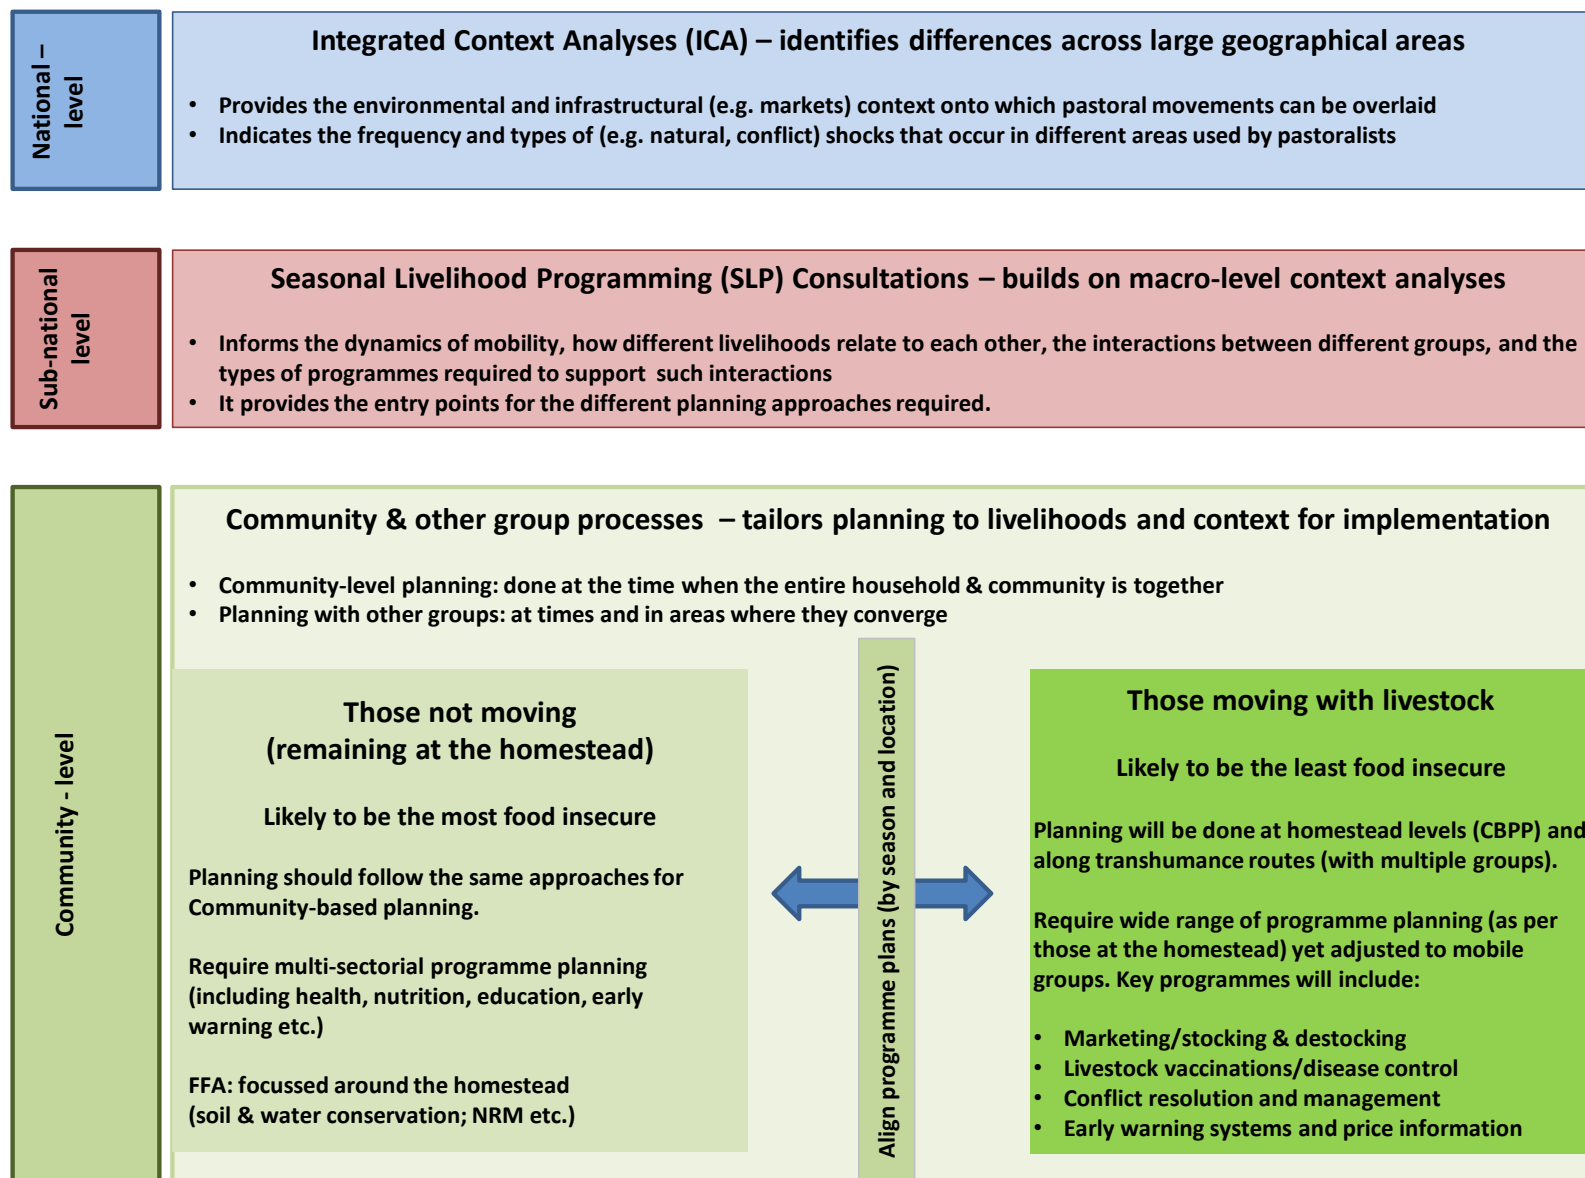 National –
level
Integrated Context Analyses (ICA) – identifies differences across large geographical areas
• Provides the environmental and infrastructural (e.g. markets) context onto which pastoral movements can be overlaid
• Indicates the frequency and types of (e.g. natural, conflict) shocks that occur in different areas used by pastoralists
Sub-national
level
Seasonal Livelihood Programming (SLP) Consultations – builds on macro-level context analyses
• Informs the dynamics of mobility, how different livelihoods relate to each other, the interactions between different groups, and the
types of programmes required to support such interactions
• It provides the entry points for the different planning approaches required.
Community - level
Community & other group processes – tailors planning to livelihoods and context for implementation
• Community-level planning: done at the time when the entire household & community is together
• Planning with other groups: at times and in areas where they converge
Those not moving
(remaining at the homestead)
Likely to be the most food insecure
Planning should follow the same approaches for
Community-based planning.
Require multi-sectorial programme planning
(including health, nutrition, education, early
warning etc.)
FFA: focussed around the homestead
(soil & water conservation; NRM etc.)
Align programme plans (by season and location)
Those moving with livestock
Likely to be the least food insecure
Planning will be done at homestead levels (CBPP) and
along transhumance routes (with multiple groups).
Require wide range of programme planning (as per
those at the homestead) yet adjusted to mobile
groups. Key programmes will include:
• Marketing/stocking & destocking
• Livestock vaccinations/disease control
• Conflict resolution and management
• Early warning systems and price information